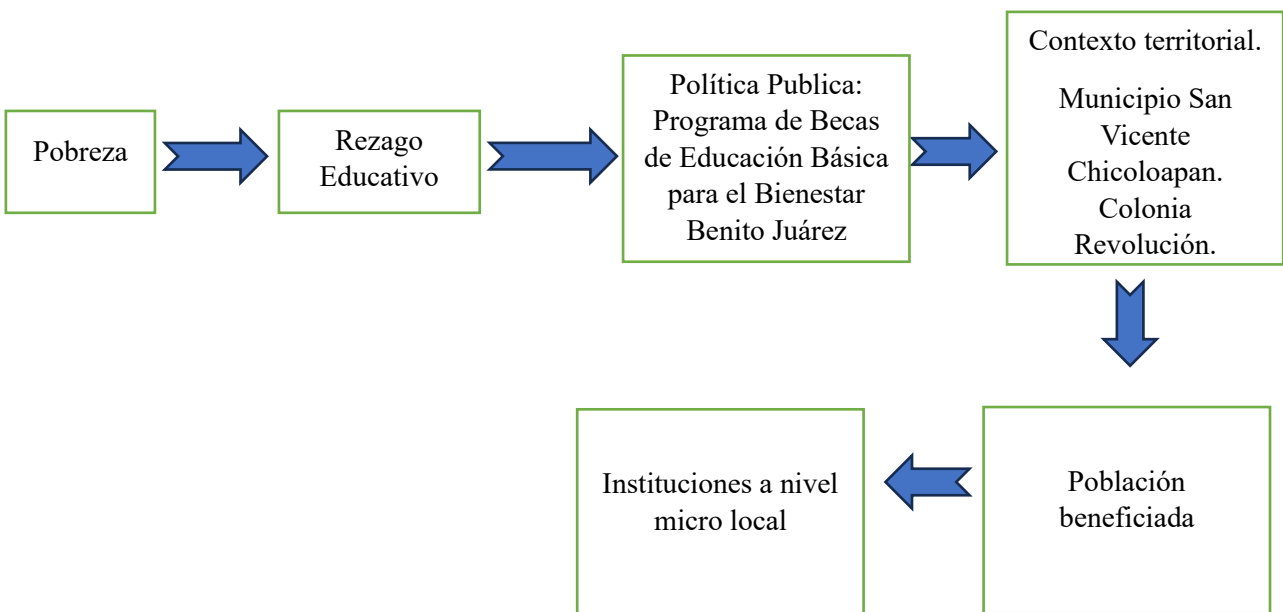 Pobreza
Rezago
Educativo
Política Publica:
Programa de Becas
de Educación Básica
para el Bienestar
Benito Juárez
Contexto territorial.
Municipio San
Vicente
Chicoloapan.
Colonia
Revolución.
Población
beneficiada
Instituciones a nivel
micro local